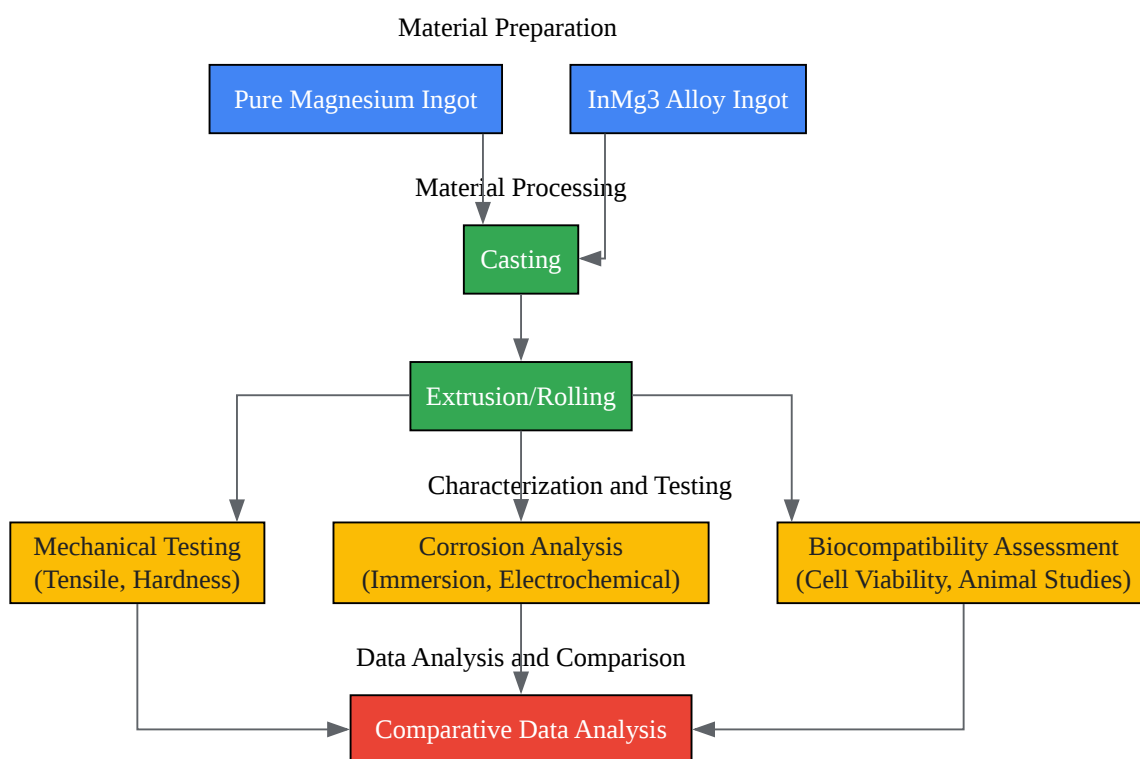 Material Preparation
Pure Magnesium Ingot
InMg3 Alloy Ingot
Material Processing
Casting
Extrusion/Rolling
Characterization and Testing
Mechanical Testing
(Tensile, Hardness)
Corrosion Analysis
(Immersion, Electrochemical)
Biocompatibility Assessment
(Cell Viability, Animal Studies)
Data Analysis and Comparison
Comparative Data Analysis